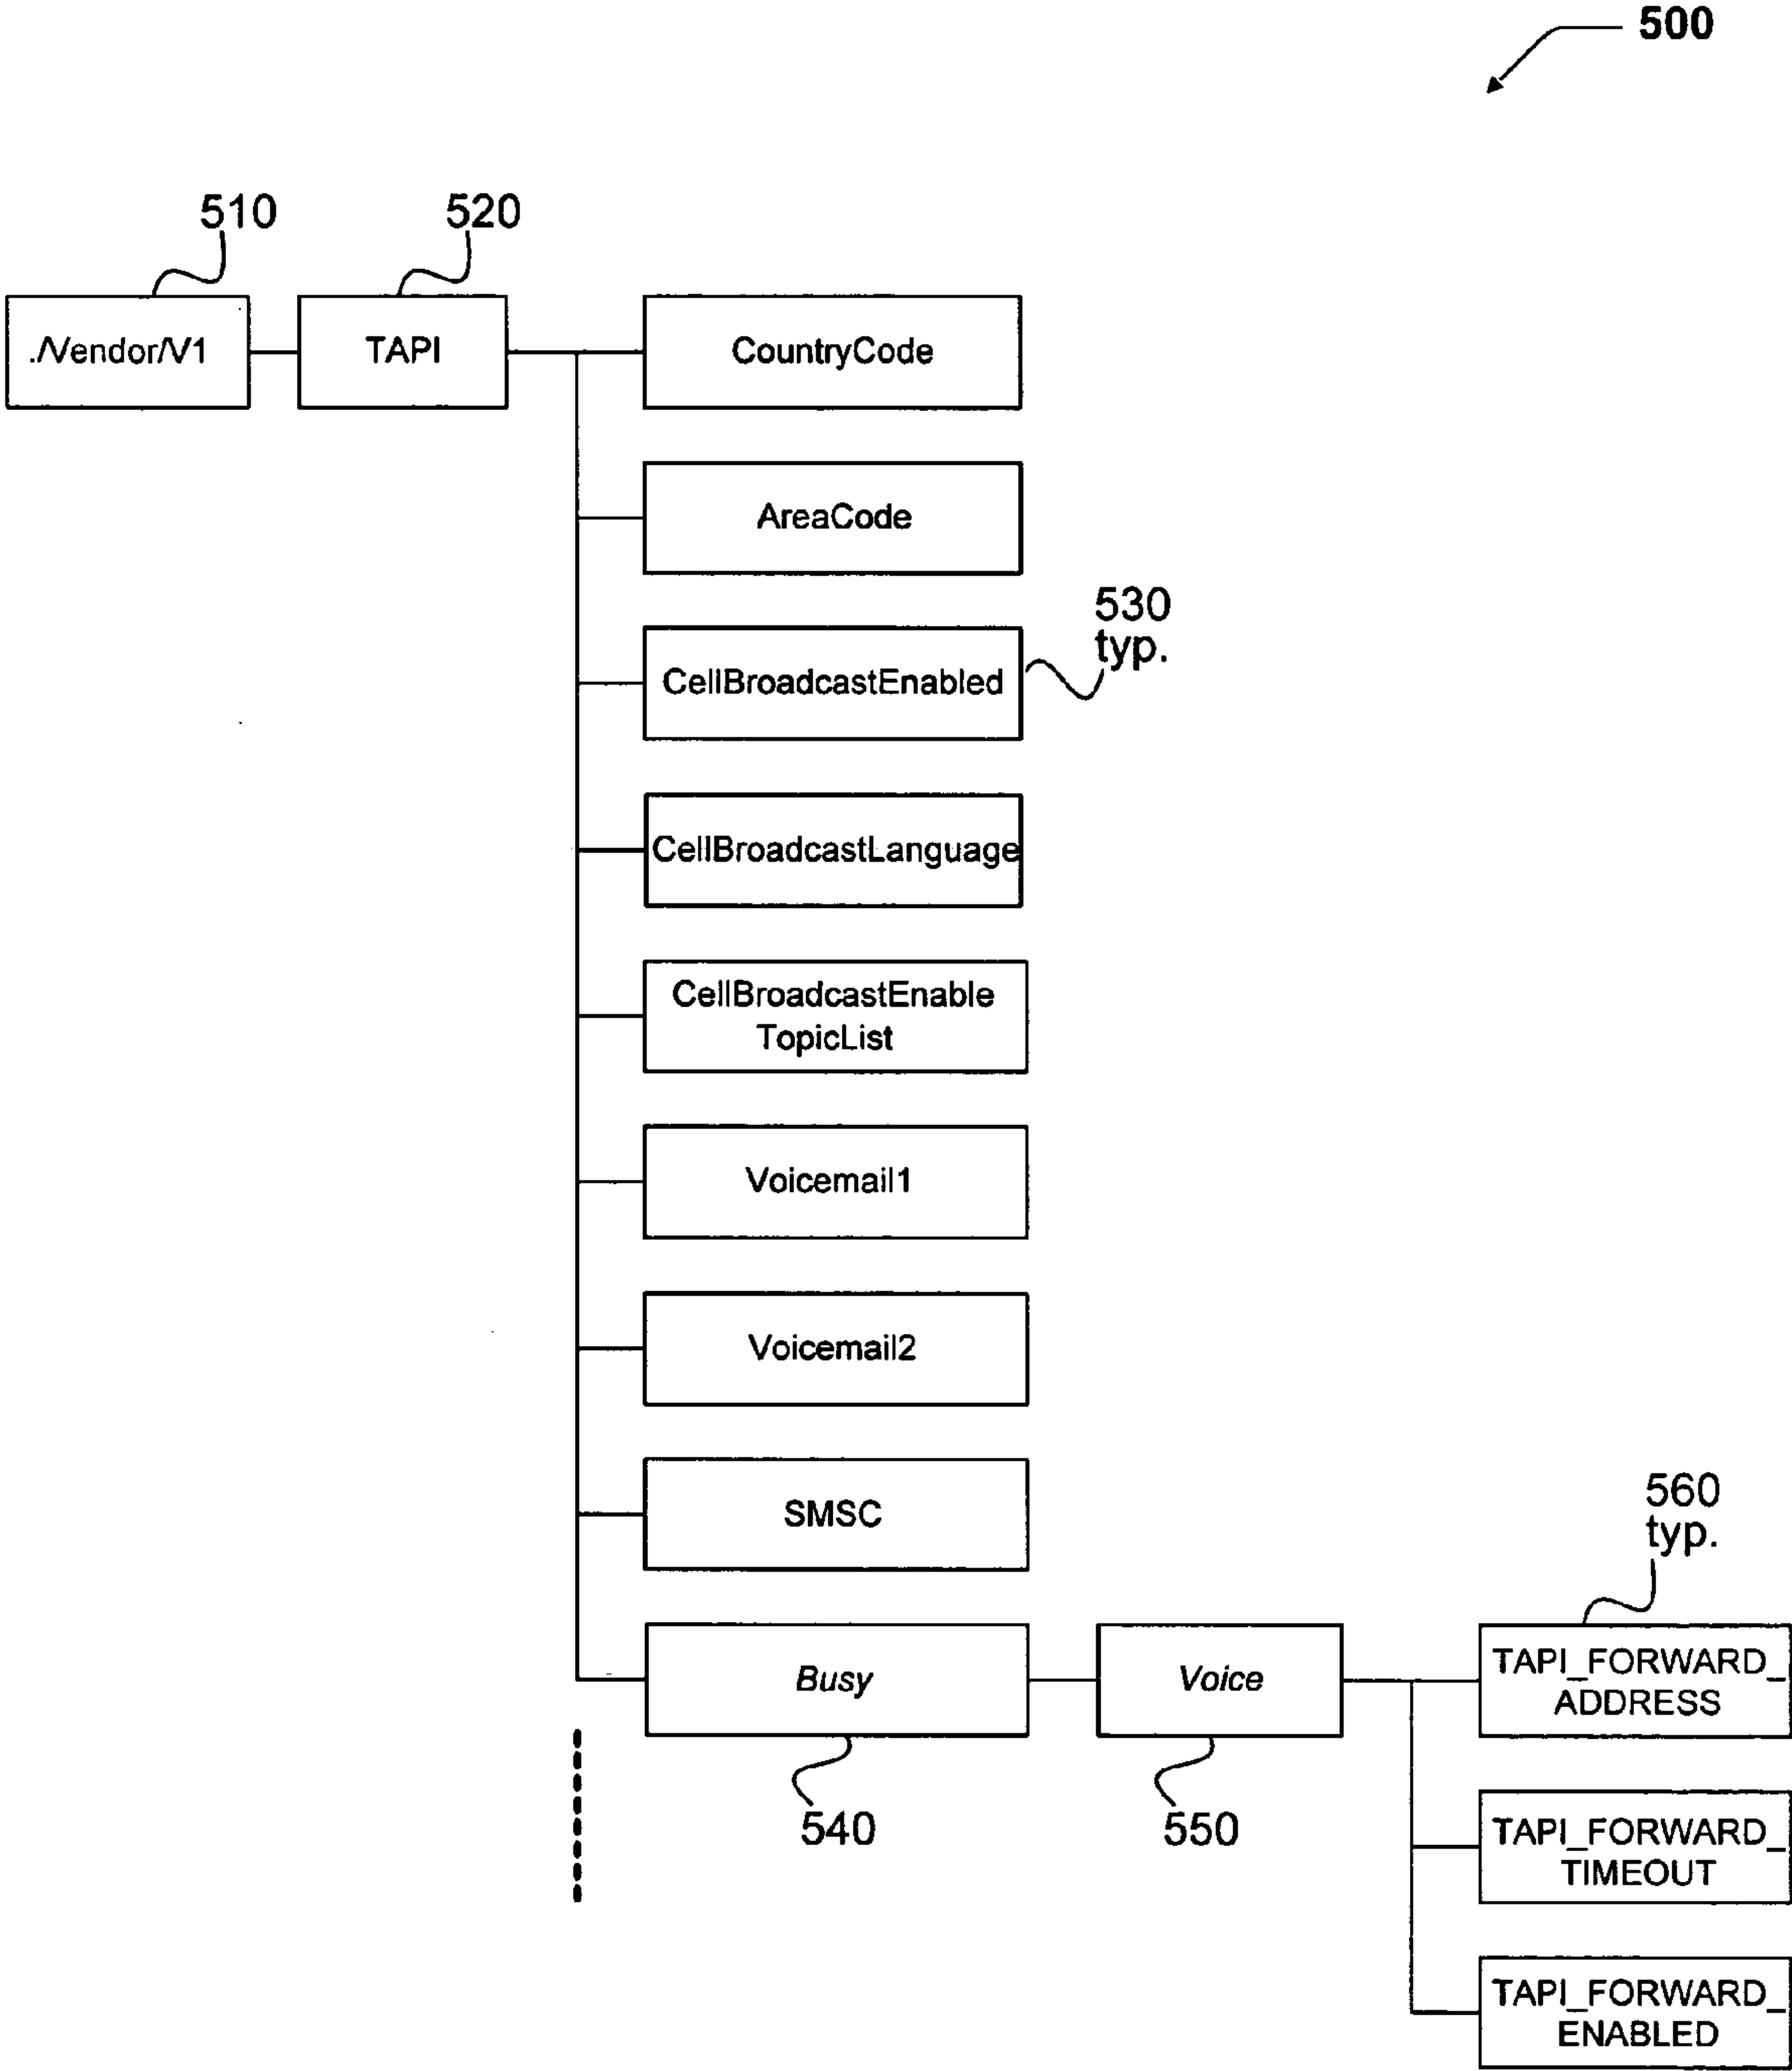 500
510
520
./Vendor/V1
TAPI
CountryCode
AreaCode
530
typ.
CellBroadcastEnabled
CellBroadcastLanguage
CellBroadcastEnable
TopicList
Voicemail1
Voicemail2
SMSC
560
typ.
Busy
Voice
TAPI_FORWARD_
ADDRESS
540
550
TAPI_FORWARD_
TIMEOUT
TAPI_FORWARD_
ENABLED